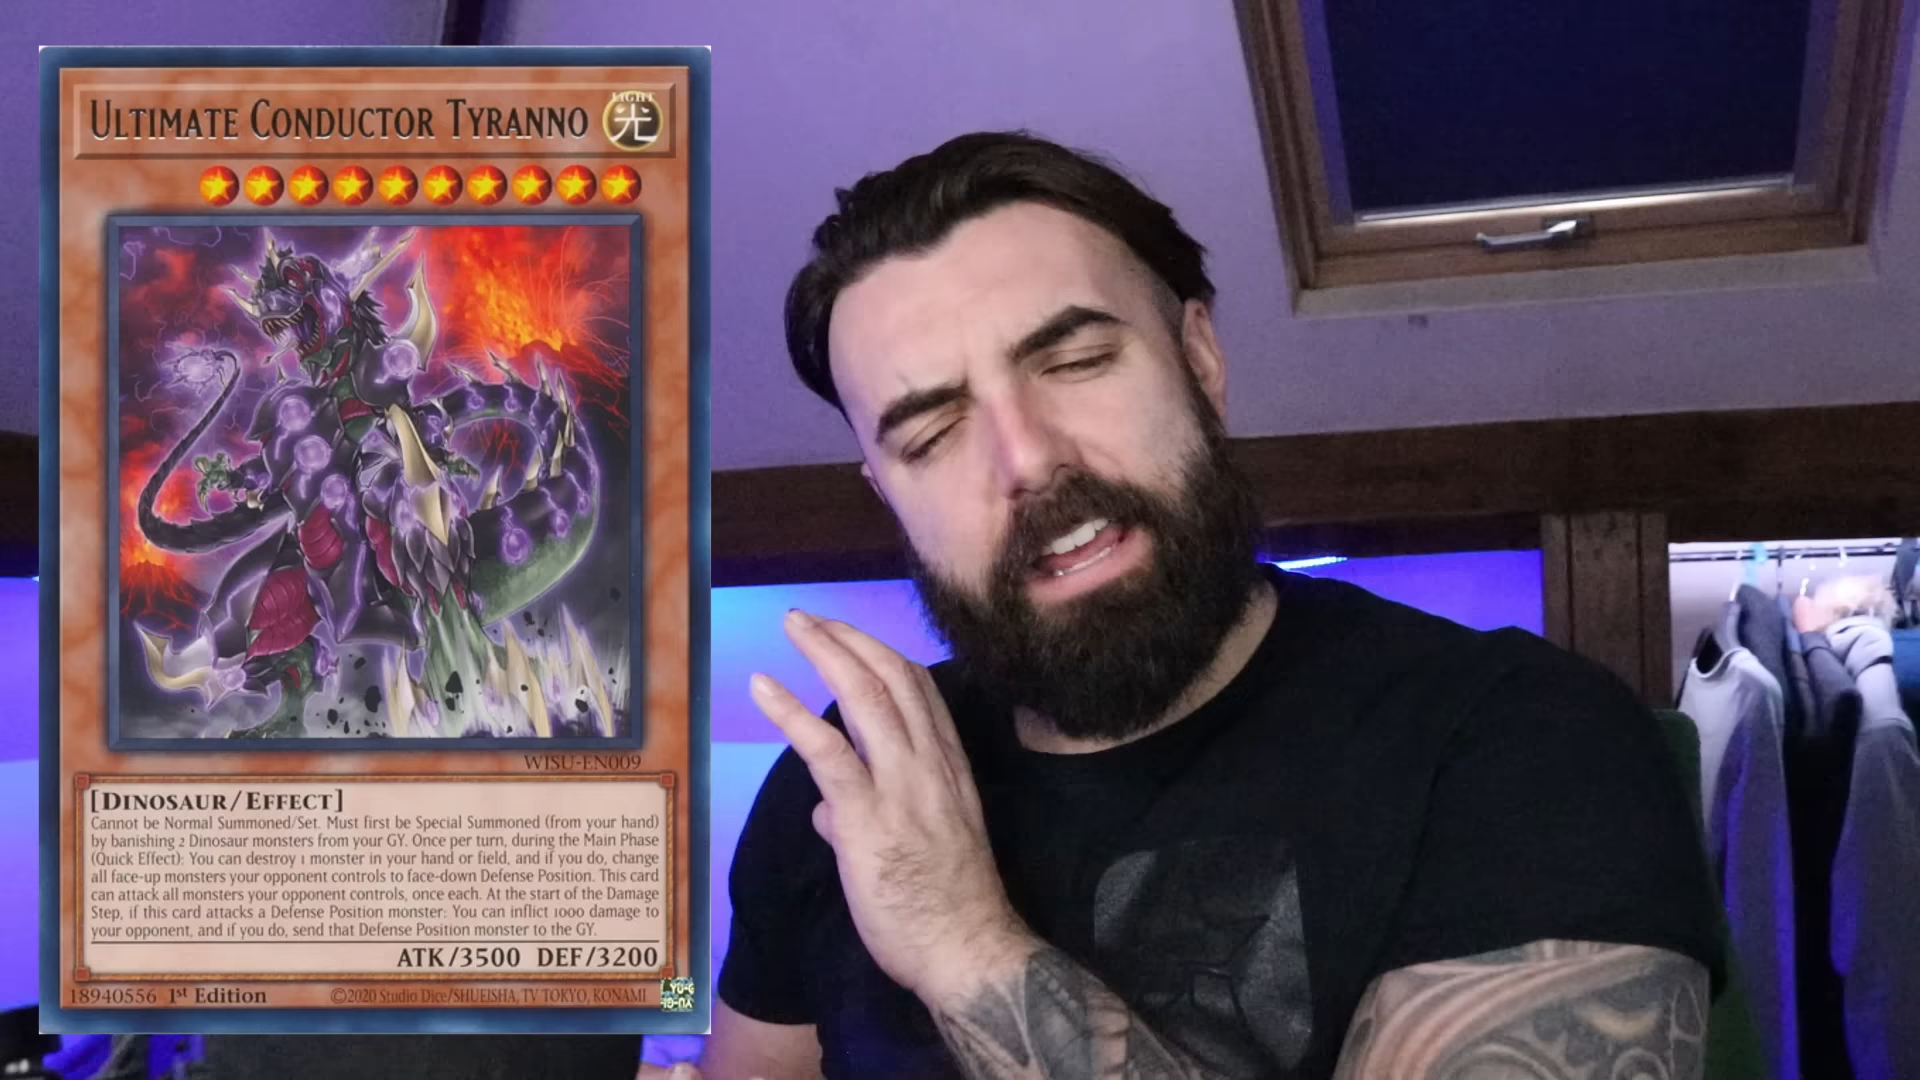 ULTIMATE CONDUCTOR TYRANNO
LIGHT
光
WISU-EN009
[DINOSAUR/EFFECT]
Cannot be Normal Summoned/Set. Must first be Special Summoned (from your hand)
by banishing 2 Dinosaur monsters from your GY. Once per turn, during the Main Phase
(Quick Effect): You can destroy 1 monster in your hand or field, and if you do, change
all face-up monsters your opponent controls to face-down Defense Position. This card
can attack all monsters your opponent controls, once each. At the start of the Damage
Step, if this card attacks a Defense Position monster: You can inflict 1000 damage to
your opponent, and if you do, send that Defense Position monster to the GY.
ATK/3500 DEF/3200
18940556 1st Edition ©2020 Studio Dice/SHUEISHA, TV TOKYO, KONAMI